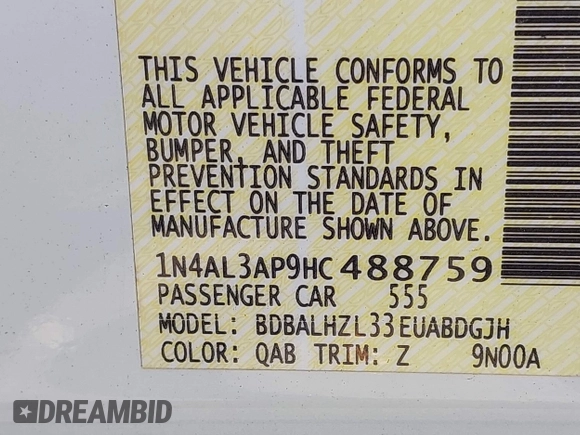 THIS VEHICLE CONFORMS TO
ALL APPLICABLE FEDERAL
MOTOR VEHICLE SAFETY,
BUMPER, AND THEFT
PREVENTION STANDARDS IN
EFFECT ON THE DATE OF
MANUFACTURE SHOWN ABOVE.
1N4AL3AP9HC488759
PASSENGER CAR 555
MODEL: BDBALHZL33EUABDGJH
COLOR: QAB TRIM: Z 9N00A
DREAMBID